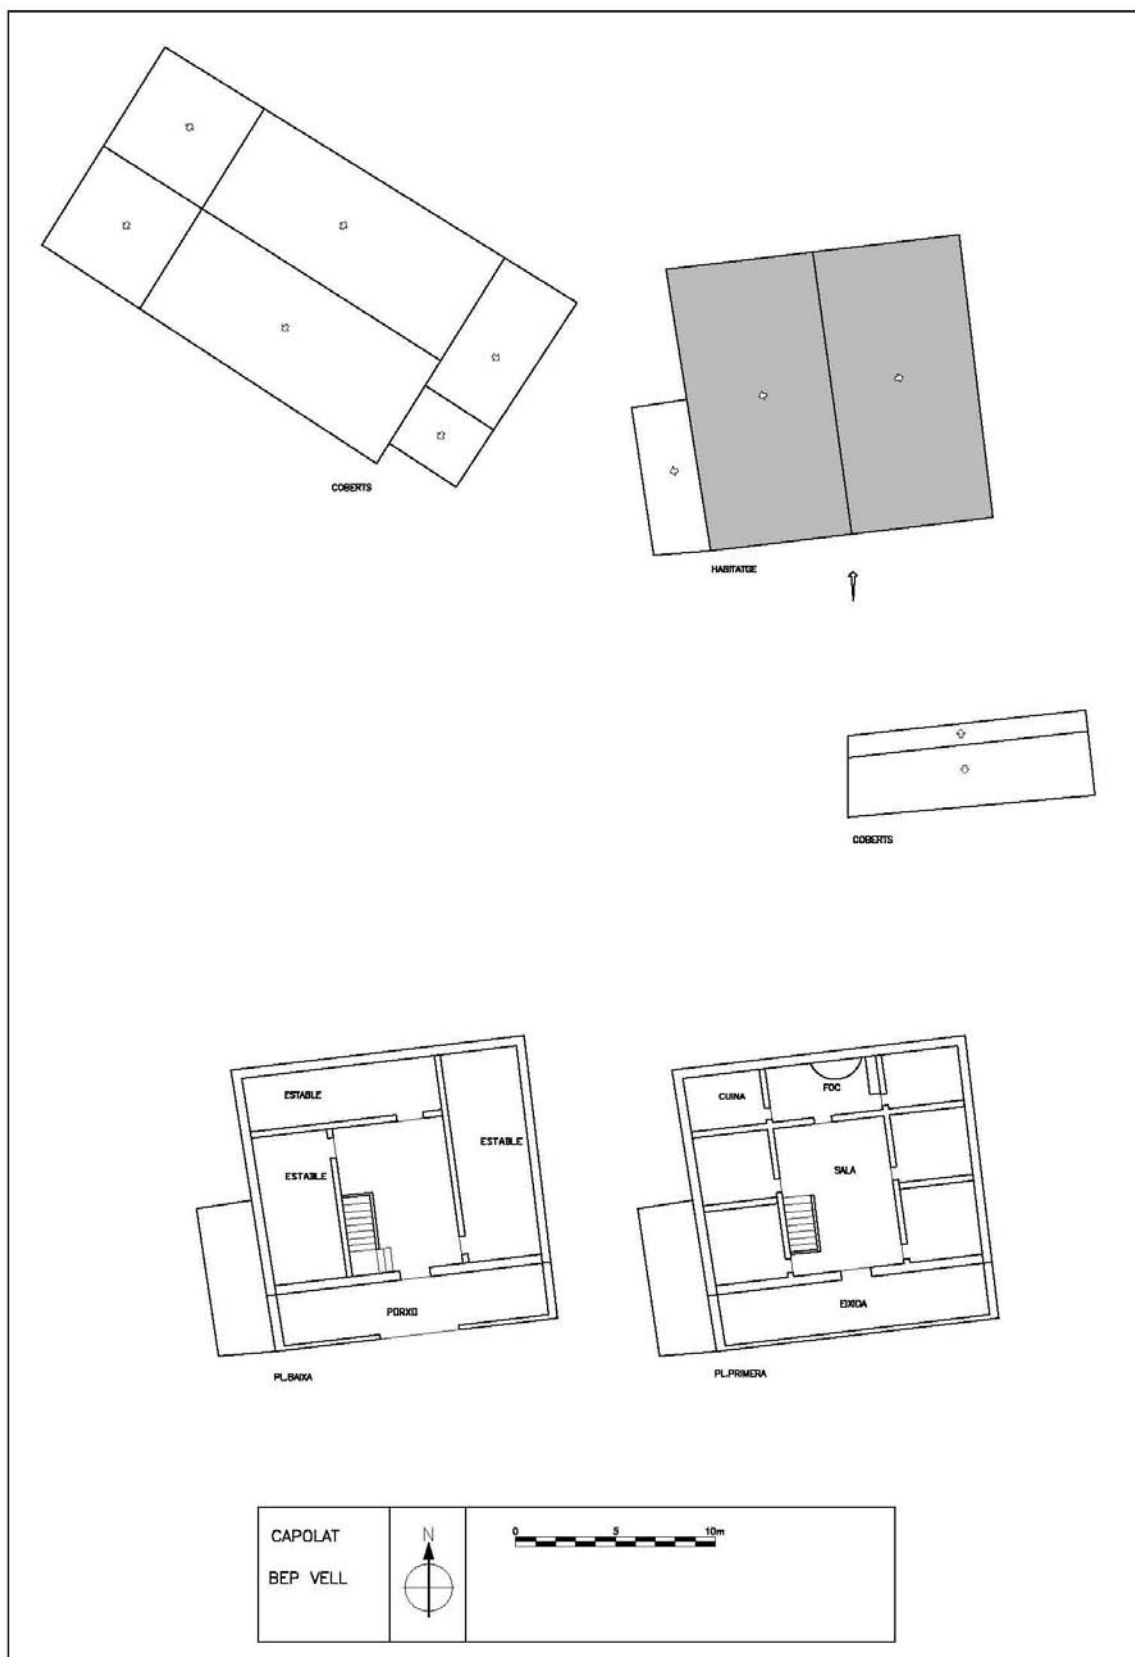 COBERTS
HABITATGE
COBERTS
ESTABLE
ESTABLE
ESTABLE
PORXO
PL.BAIXA
CUINA
FOC
SALA
EIXIDA
PL.PRIMERA
CAPOLAT
BEP VELL
N
0 5 10m